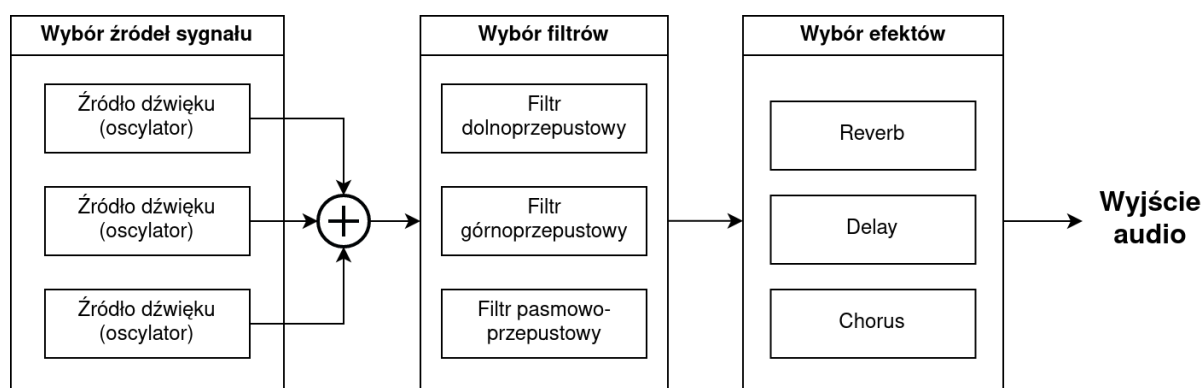 Wybór źródeł sygnału
Źródło dźwięku
(oscylator)
Źródło dźwięku
(oscylator)
Źródło dźwięku
(oscylator)
Wybór filtrów
Filtr
dolnoprzepustowy
Filtr
górnoprzepustowy
Filtr pasmowo-
przepustowy
Wybór efektów
Reverb
Delay
Chorus
Wyjście
audio